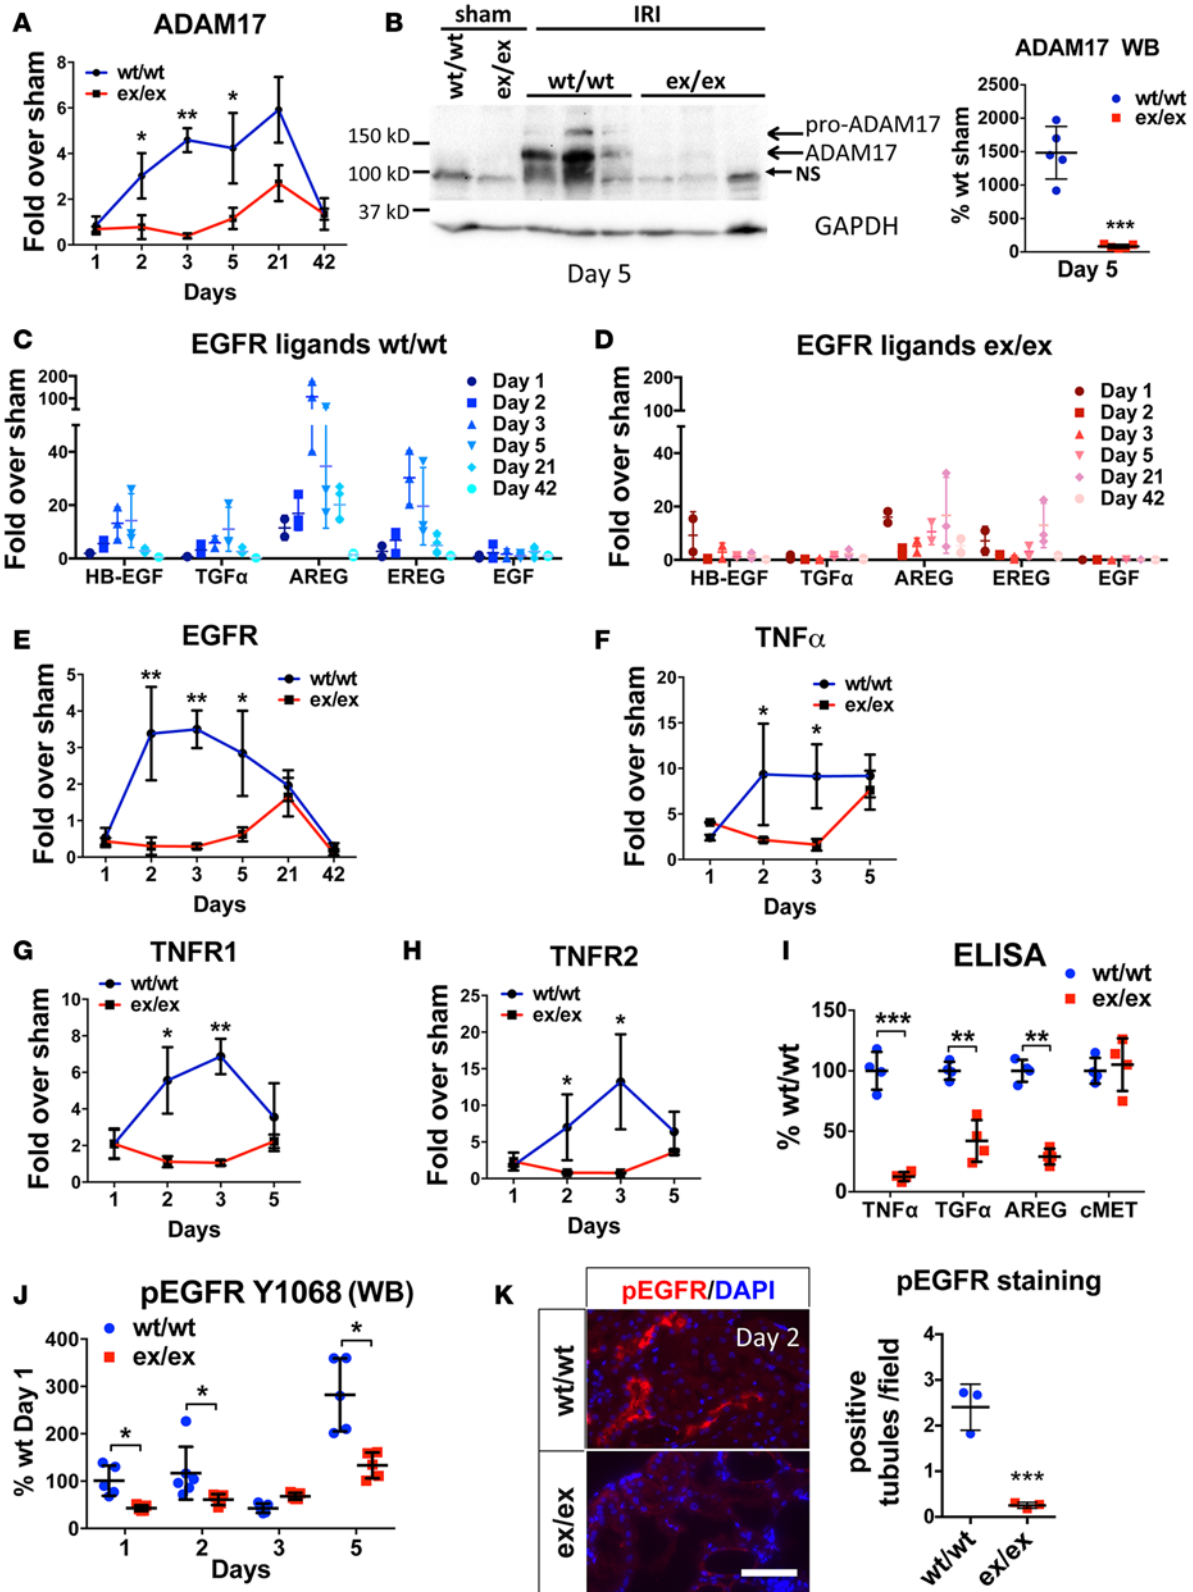 A
ADAM17
Fold over sham
8
6
4
2
0
wt/wt
ex/ex
*
**
*
1 2 3 5 21 42
Days
B
sham IRI
wt/wt
ex/ex
wt/wt ex/ex
150 kD
100 kD
37 kD
pro-ADAM17
ADAM17
NS
GAPDH
Day 5
ADAM17 WB
% wt sham
2500
2000
1500
1000
500
0
wt/wt
ex/ex
***
Day 5
C
EGFR ligands wt/wt
Fold over sham
200
100
40
20
0
Day 1
Day 2
Day 3
Day 5
Day 21
Day 42
HB-EGF TGFα AREG EREG EGF
D
EGFR ligands ex/ex
Fold over sham
200
100
40
20
0
Day 1
Day 2
Day 3
Day 5
Day 21
Day 42
HB-EGF TGFα AREG EREG EGF
E
EGFR
Fold over sham
5
4
3
2
1
0
wt/wt
ex/ex
**
**
*
1 2 3 5 21 42
Days
F
TNFα
Fold over sham
20
15
10
5
0
wt/wt
ex/ex
*
*
1 2 3 5
Days
G
TNFR1
wt/wt
ex/ex
Fold over sham
10
8
6
4
2
0
*
**
1 2 3 5
Days
H
TNFR2
wt/wt
ex/ex
Fold over sham
25
20
15
10
5
0
*
*
1 2 3 5
Days
I
ELISA
wt/wt
ex/ex
% wt/wt
150
100
50
0
***
**
**
TNFα TGFα AREG cMET
J
pEGFR Y1068 (WB)
wt/wt
ex/ex
% wt Day 1
400
300
200
100
0
*
*
*
1 2 3 5
Days
K
pEGFR/DAPI
Day 2
wt/wt
ex/ex
pEGFR staining
positive
tubules /field
4
3
2
1
0
***
wt/wt
ex/ex